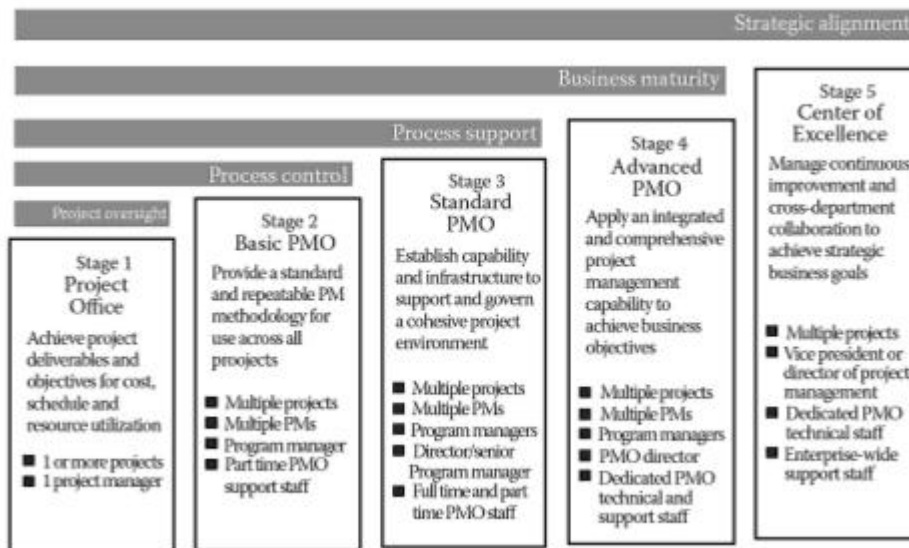 Strategic alignment
Business maturity
Process support
Process control
Project oversight
Stage 1
Project
Office
Achieve project
deliverables and
objectives for cost,
schedule and
resource utilization
■ 1 or more projects
■ 1 project manager
Stage 2
Basic PMO
Provide a standard
and repeatable PM
methodology for
use across all
proojects
■ Multiple projects
■ Multiple PMs
■ Program manager
■ Part time PMO
support staff
Stage 3
Standard
PMO
Establish capability
and infrastructure to
support and govern
a cohesive project
environment
■ Multiple projects
■ Multiple PMs
■ Program managers
■ Director/senior
Program manager
■ Full time and part
time PMO staff
Stage 4
Advanced
PMO
Apply an integrated
and comprehensive
project
management
capability to
achieve business
objectives
■ Multiple projects
■ Multiple PMs
■ Program managers
■ PMO director
■ Dedicated PMO
technical and
support staff
Stage 5
Center of
Excellence
Manage continuous
improvement and
cross-department
collaboration to
achieve strategic
business goals
■ Multiple projects
■ Vice president or
director of project
management
■ Dedicated PMO
technical staff
■ Enterprise-wide
support staff